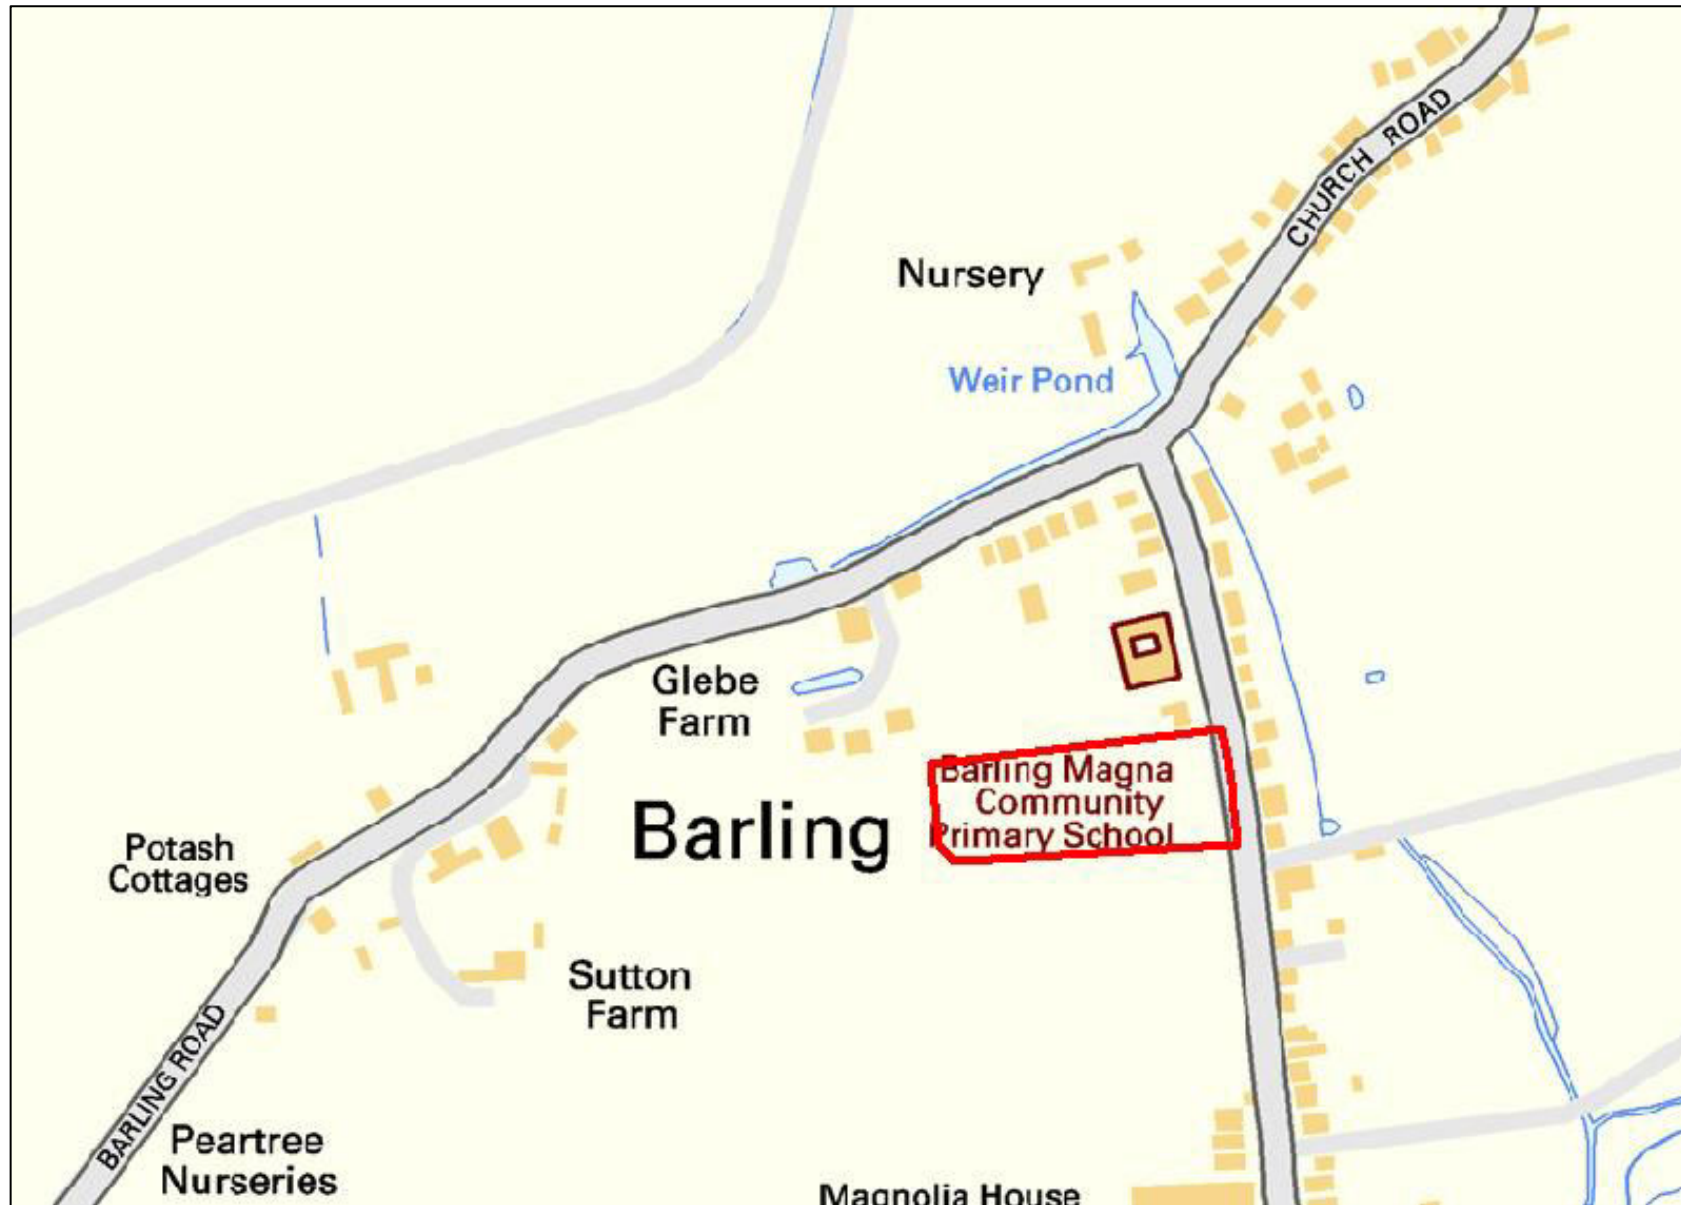 CHURCH ROAD
Nursery
Weir Pond
Glebe
Farm
Barling Magna
Community
Primary School
Barling
Potash
Cottages
Sutton
Farm
BARLING ROAD
Peartree
Nurseries
Magnolia House